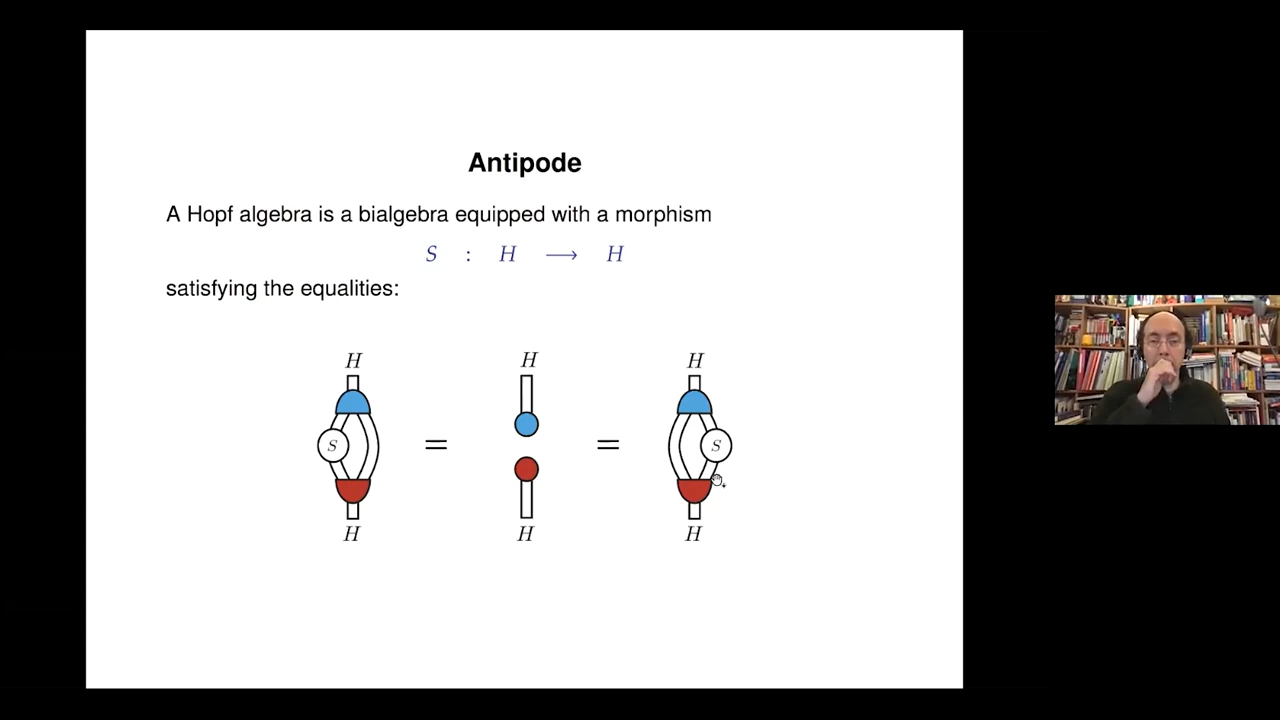 Antipode
A Hopf algebra is a bialgebra equipped with a morphism
S : H ⟶ H
satisfying the equalities:
H H H
S = = S
H H H